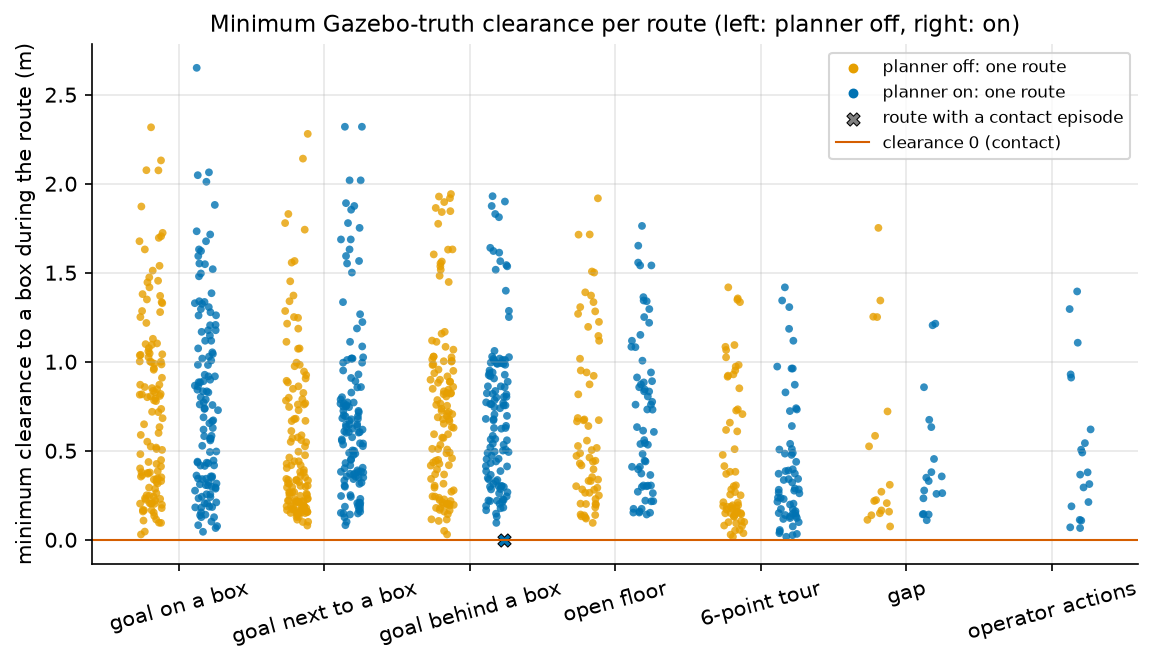 Minimum Gazebo-truth clearance per route (left: planner off, right: on)
minimum clearance to a box during the route (m)
2.5
2.0
1.5
1.0
0.5
0.0
planner off: one route
planner on: one route
route with a contact episode
clearance 0 (contact)
goal on a box
goal next to a box
goal behind a box
open floor
6-point tour
gap
operator actions